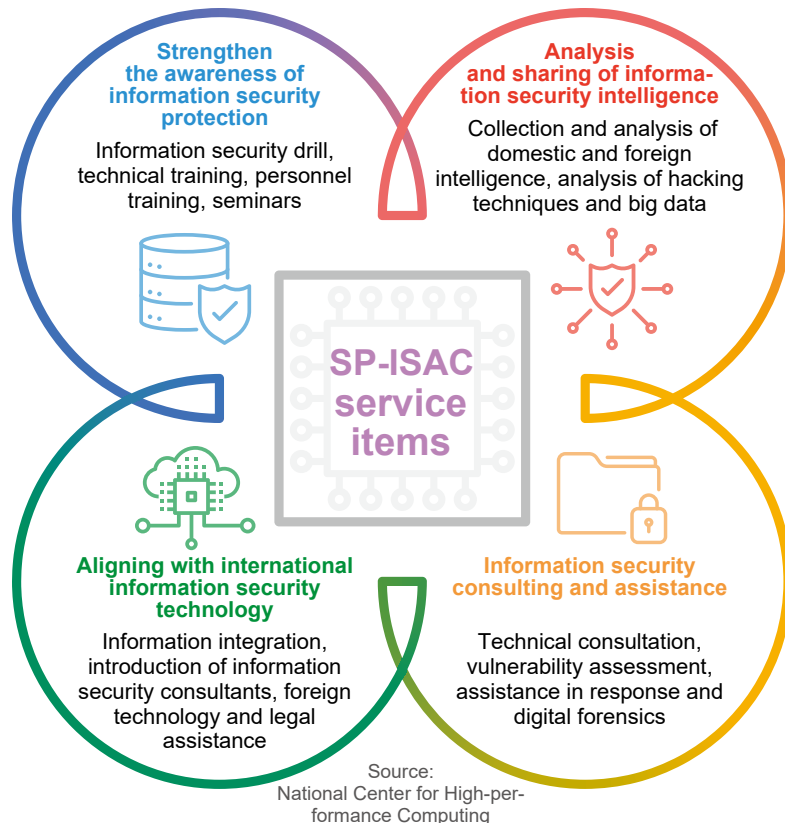 Strengthen
the awareness of
information security
protection
Information security drill,
technical training, personnel
training, seminars
Analysis
and sharing of informa-
tion security intelligence
Collection and analysis of
domestic and foreign
intelligence, analysis of hacking
techniques and big data
SP-ISAC
service
items
Aligning with international
information security
technology
Information integration,
introduction of information
security consultants, foreign
technology and legal
assistance
Information security
consulting and assistance
Technical consultation,
vulnerability assessment,
assistance in response and
digital forensics
Source:
National Center for High-per-
formance Computing